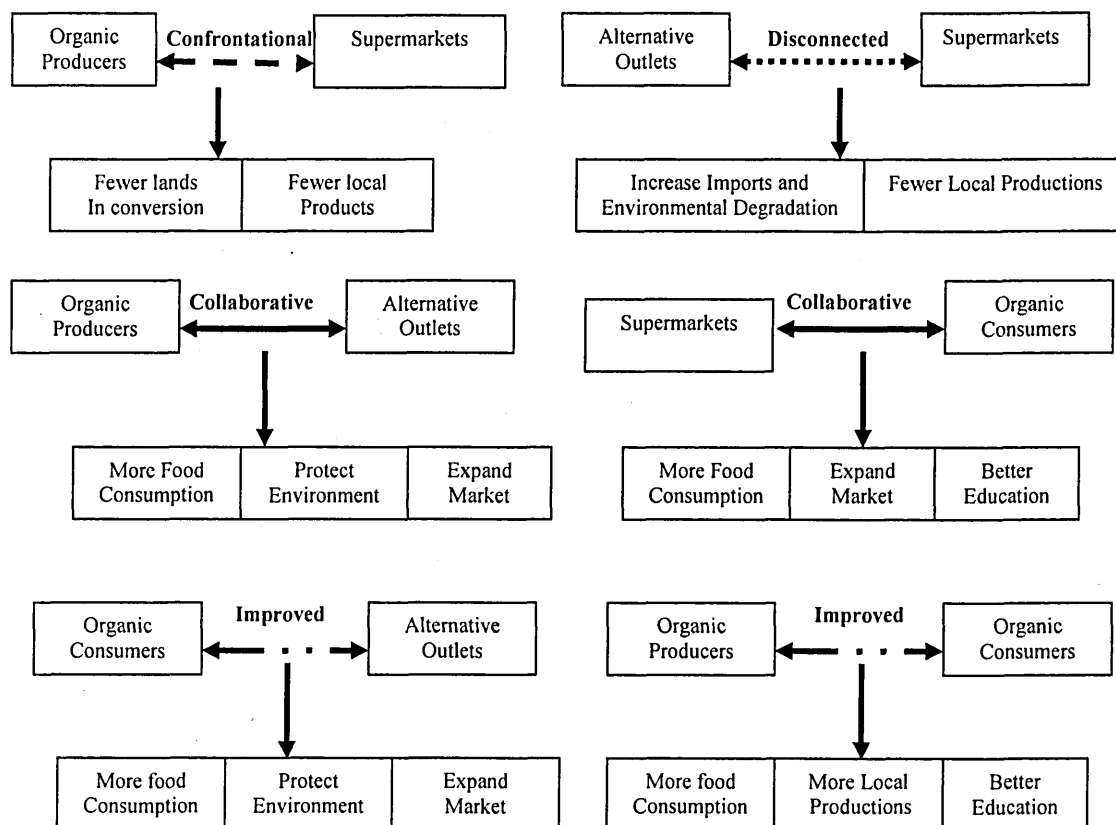 Organic
Producers
Confrontational
Supermarkets
Fewer lands
In conversion
Fewer local
Products
Alternative
Outlets
Disconnected
Supermarkets
Increase Imports and
Environmental Degradation
Fewer Local Productions
Organic
Producers
Collaborative
Alternative
Outlets
More Food
Consumption
Protect
Environment
Expand
Market
Supermarkets
Collaborative
Organic
Consumers
More Food
Consumption
Expand
Market
Better
Education
Organic
Consumers
Improved
Alternative
Outlets
More food
Consumption
Protect
Environment
Expand
Market
Organic
Producers
Improved
Organic
Consumers
More food
Consumption
More Local
Productions
Better
Education